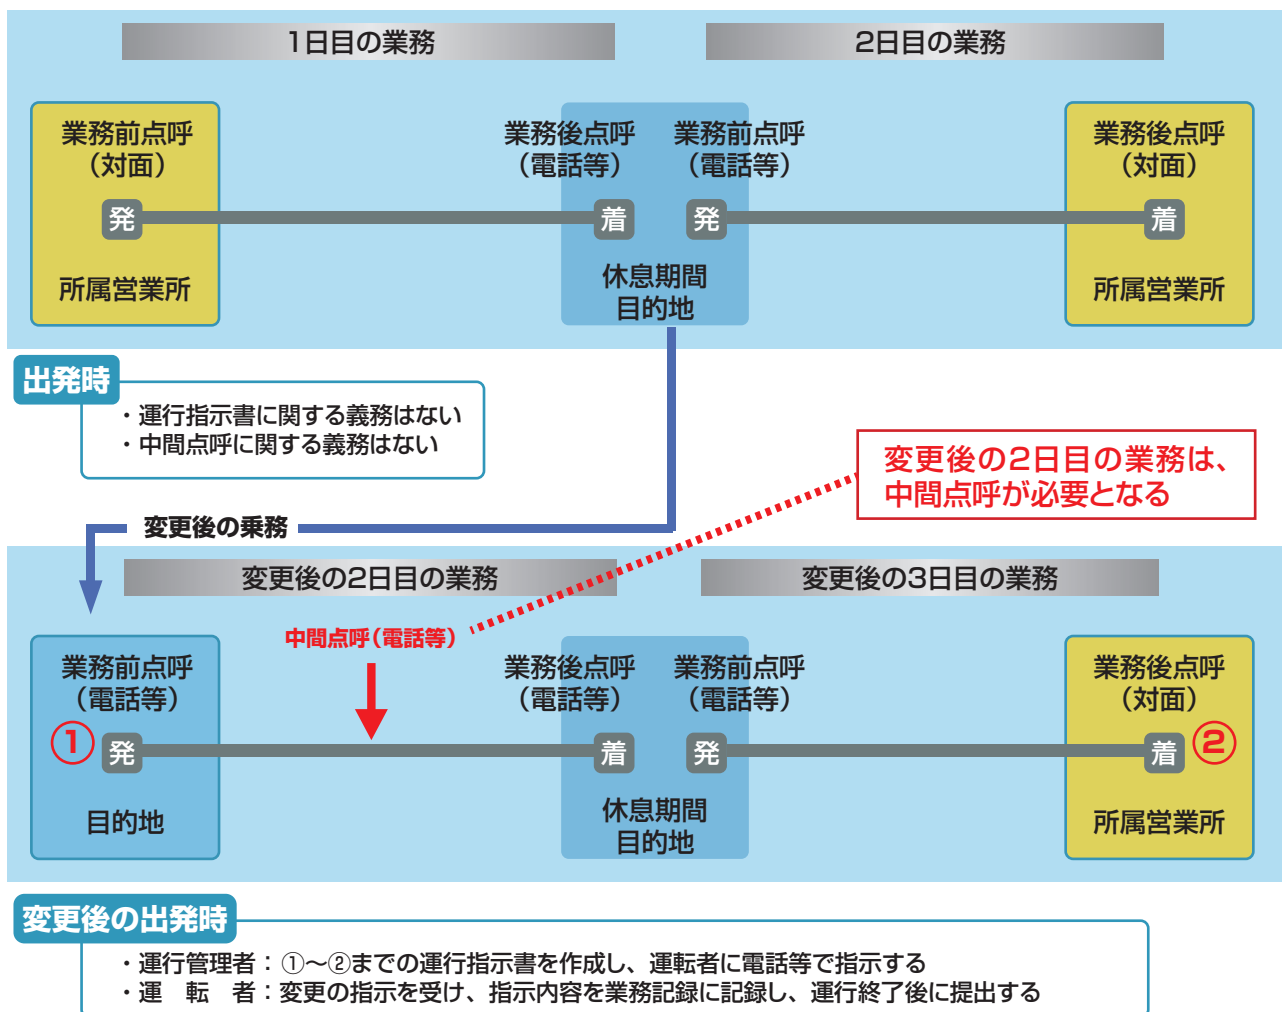 1日目の業務
2日目の業務
業務前点呼
（対面）
発
所属営業所
業務後点呼
（電話等）
着
業務前点呼
（電話等）
発
休息期間
目的地
業務後点呼
（対面）
着
所属営業所
出発時
・運行指示書に関する義務はない
・中間点呼に関する義務はない
変更後の2日目の業務は、
中間点呼が必要となる
変更後の乗務
変更後の2日目の業務
変更後の3日目の業務
中間点呼（電話等）
業務前点呼
（電話等）
①
発
目的地
業務後点呼
（電話等）
着
業務前点呼
（電話等）
発
休息期間
目的地
業務後点呼
（対面）
着
②
所属営業所
変更後の出発時
・運行管理者：①〜②までの運行指示書を作成し、運転者に電話等で指示する
・運　転　者：変更の指示を受け、指示内容を業務記録に記録し、運行終了後に提出する